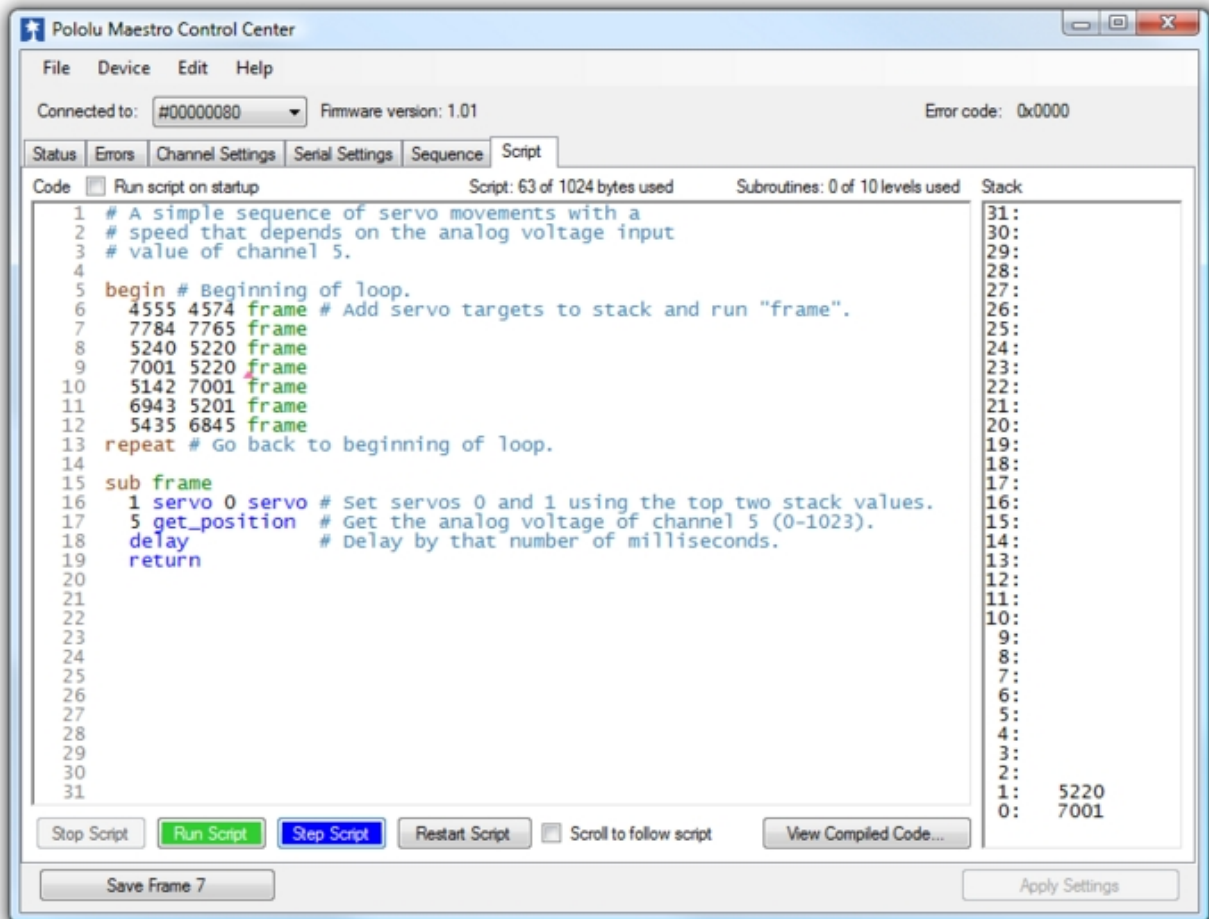 Pololu Maestro Control Center
File Device Edit Help
Connected to: #00000080 Firmware version: 1.01 Error code: 0x0000
Status Errors Channel Settings Serial Settings Sequence Script
Code Run script on startup Script: 63 of 1024 bytes used Subroutines: 0 of 10 levels used Stack
1 # A simple sequence of servo movements with a
2 # speed that depends on the analog voltage input
3 # value of channel 5.
4
5 begin # Beginning of loop.
6 4555 4574 frame # Add servo targets to stack and run "frame".
7 7784 7765 frame
8 5240 5220 frame
9 7001 5220 frame
10 5142 7001 frame
11 6943 5201 frame
12 5435 6845 frame
13 repeat # Go back to beginning of loop.
14
15 sub frame
16 1 servo 0 servo # Set servos 0 and 1 using the top two stack values.
17 5 get_position # Get the analog voltage of channel 5 (0-1023).
18 delay # Delay by that number of milliseconds.
19 return
20
21
22
23
24
25
26
27
28
29
30
31
31:
30:
29:
28:
27:
26:
25:
24:
23:
22:
21:
20:
19:
18:
17:
16:
15:
14:
13:
12:
11:
10:
9:
8:
7:
6:
5:
4:
3:
2:
1: 5220
0: 7001
Stop Script Run Script Step Script Restart Script Scroll to follow script View Compiled Code...
Save Frame 7 Apply Settings